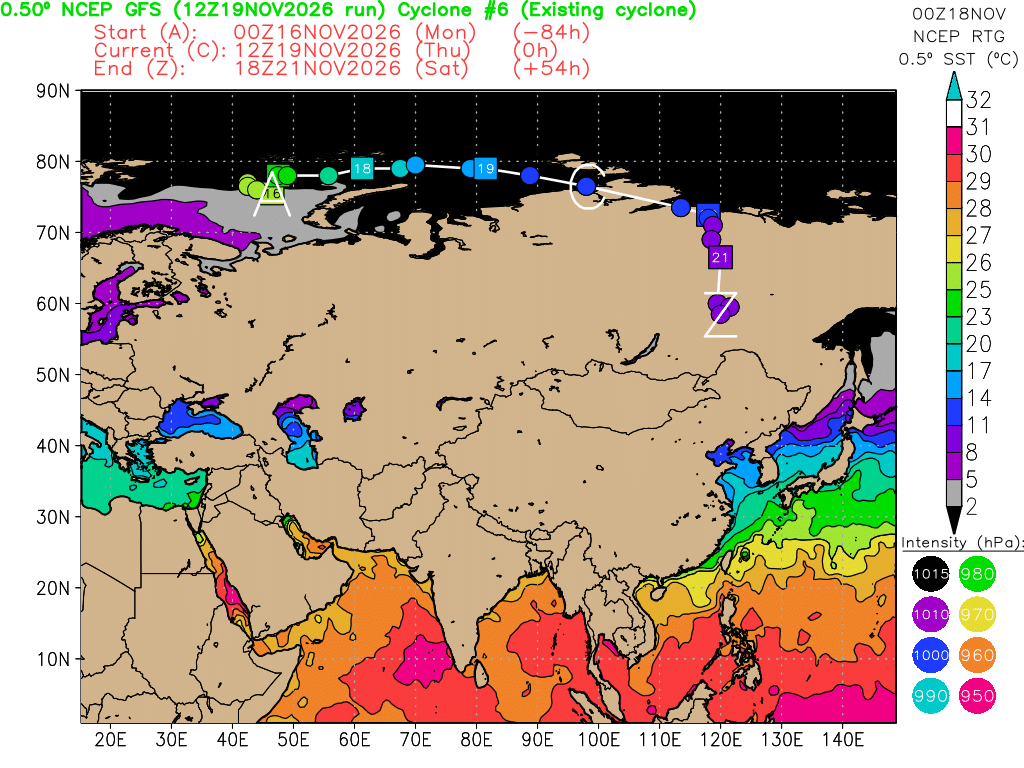 0.50° NCEP GFS (12Z19NOV2026 run) Cyclone #6 (Existing cyclone)
Start (A): 00Z16NOV2026 (Mon) (−84h)
Current (C): 12Z19NOV2026 (Thu) (0h)
End (Z): 18Z21NOV2026 (Sat) (+54h)
00Z18NOV
NCEP RTG
0.5° SST (°C)
90N
80N
70N
60N
50N
40N
30N
20N
10N
20E 30E 40E 50E 60E 70E 80E 90E 100E 110E 120E 130E 140E
A
16
18
19
C
21
Z
32
31
30
29
28
27
26
25
23
20
17
14
11
8
5
2
Intensity (hPa):
1015 980
1010 970
1000 960
990 950